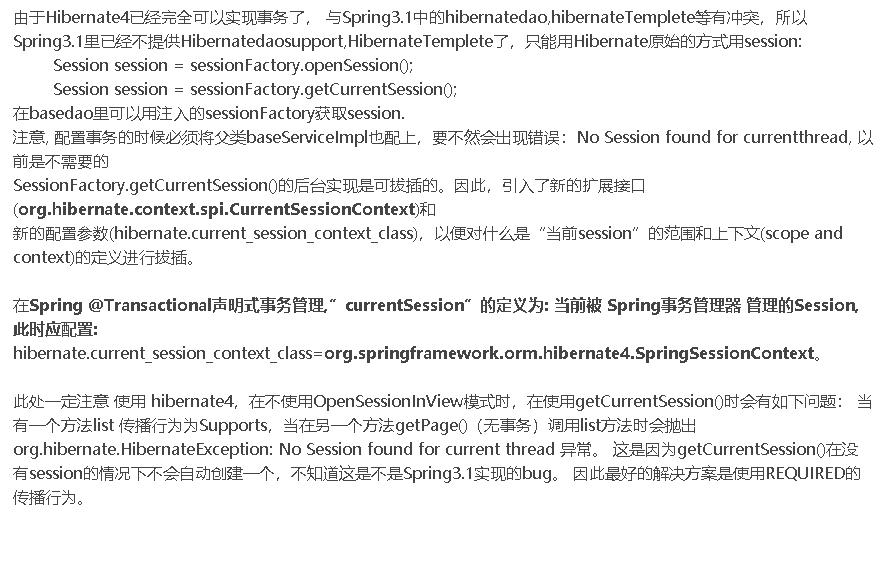 由于Hibernate4已经完全可以实现事务了， 与Spring3.1中的hibernatedao,hibernateTemplete等有冲突，所以
Spring3.1里已经不提供Hibernatedaosupport,HibernateTemplete了，只能用Hibernate原始的方式用session:
Session session = sessionFactory.openSession();
Session session = sessionFactory.getCurrentSession();
在basedao里可以用注入的sessionFactory获取session.
注意, 配置事务的时候必须将父类baseServiceImpl也配上，要不然会出现错误：No Session found for currentthread, 以
前是不需要的
SessionFactory.getCurrentSession()的后台实现是可拔插的。因此，引入了新的扩展接口
(org.hibernate.context.spi.CurrentSessionContext)和
新的配置参数(hibernate.current_session_context_class)，以便对什么是“当前session”的范围和上下文(scope and
context)的定义进行拔插。
在Spring @Transactional声明式事务管理,”currentSession”的定义为: 当前被 Spring事务管理器 管理的Session,
此时应配置:
hibernate.current_session_context_class=org.springframework.orm.hibernate4.SpringSessionContext。
此处一定注意 使用 hibernate4，在不使用OpenSessionInView模式时，在使用getCurrentSession()时会有如下问题： 当
有一个方法list 传播行为为Supports，当在另一个方法getPage()（无事务）调用list方法时会抛出
org.hibernate.HibernateException: No Session found for current thread 异常。 这是因为getCurrentSession()在没
有session的情况下不会自动创建一个，不知道这是不是Spring3.1实现的bug。 因此最好的解决方案是使用REQUIRED的
传播行为。